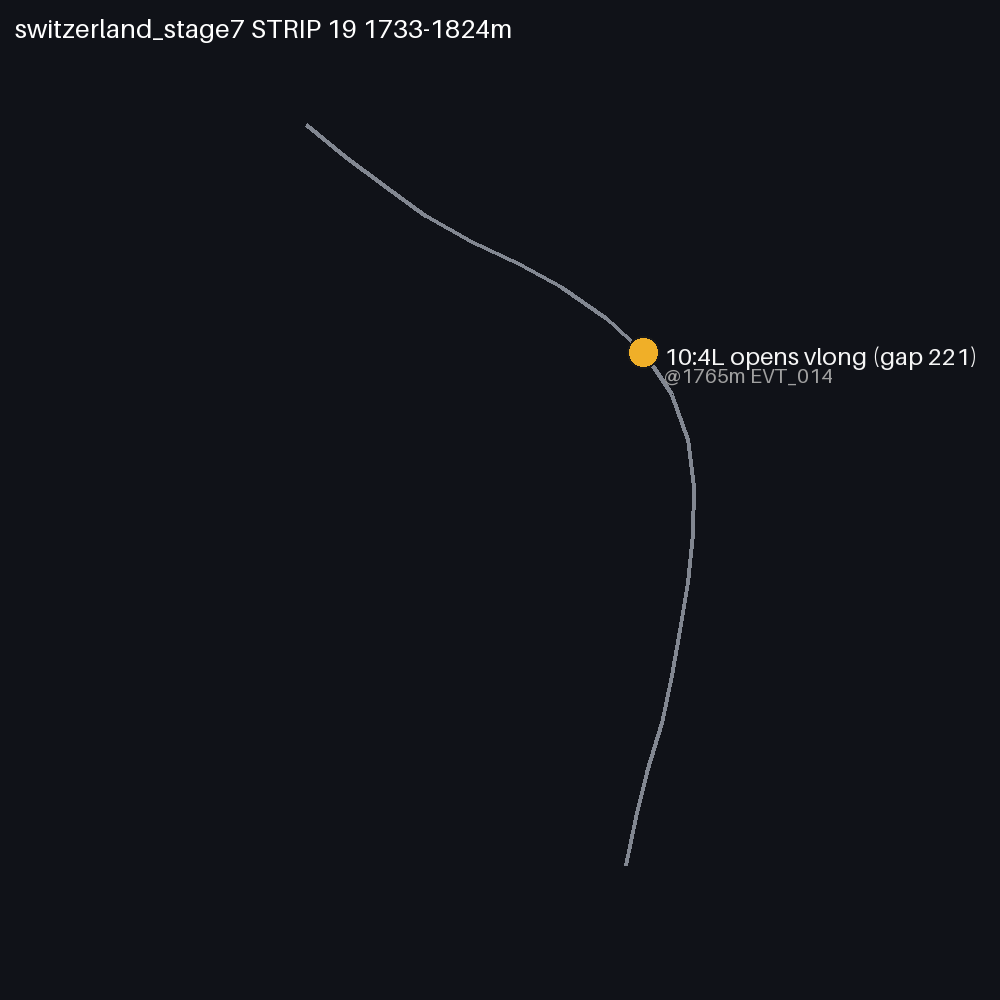 switzerland_stage7 STRIP 19 1733-1824m
10:4L opens vlong (gap 221)
@1765m EVT_014